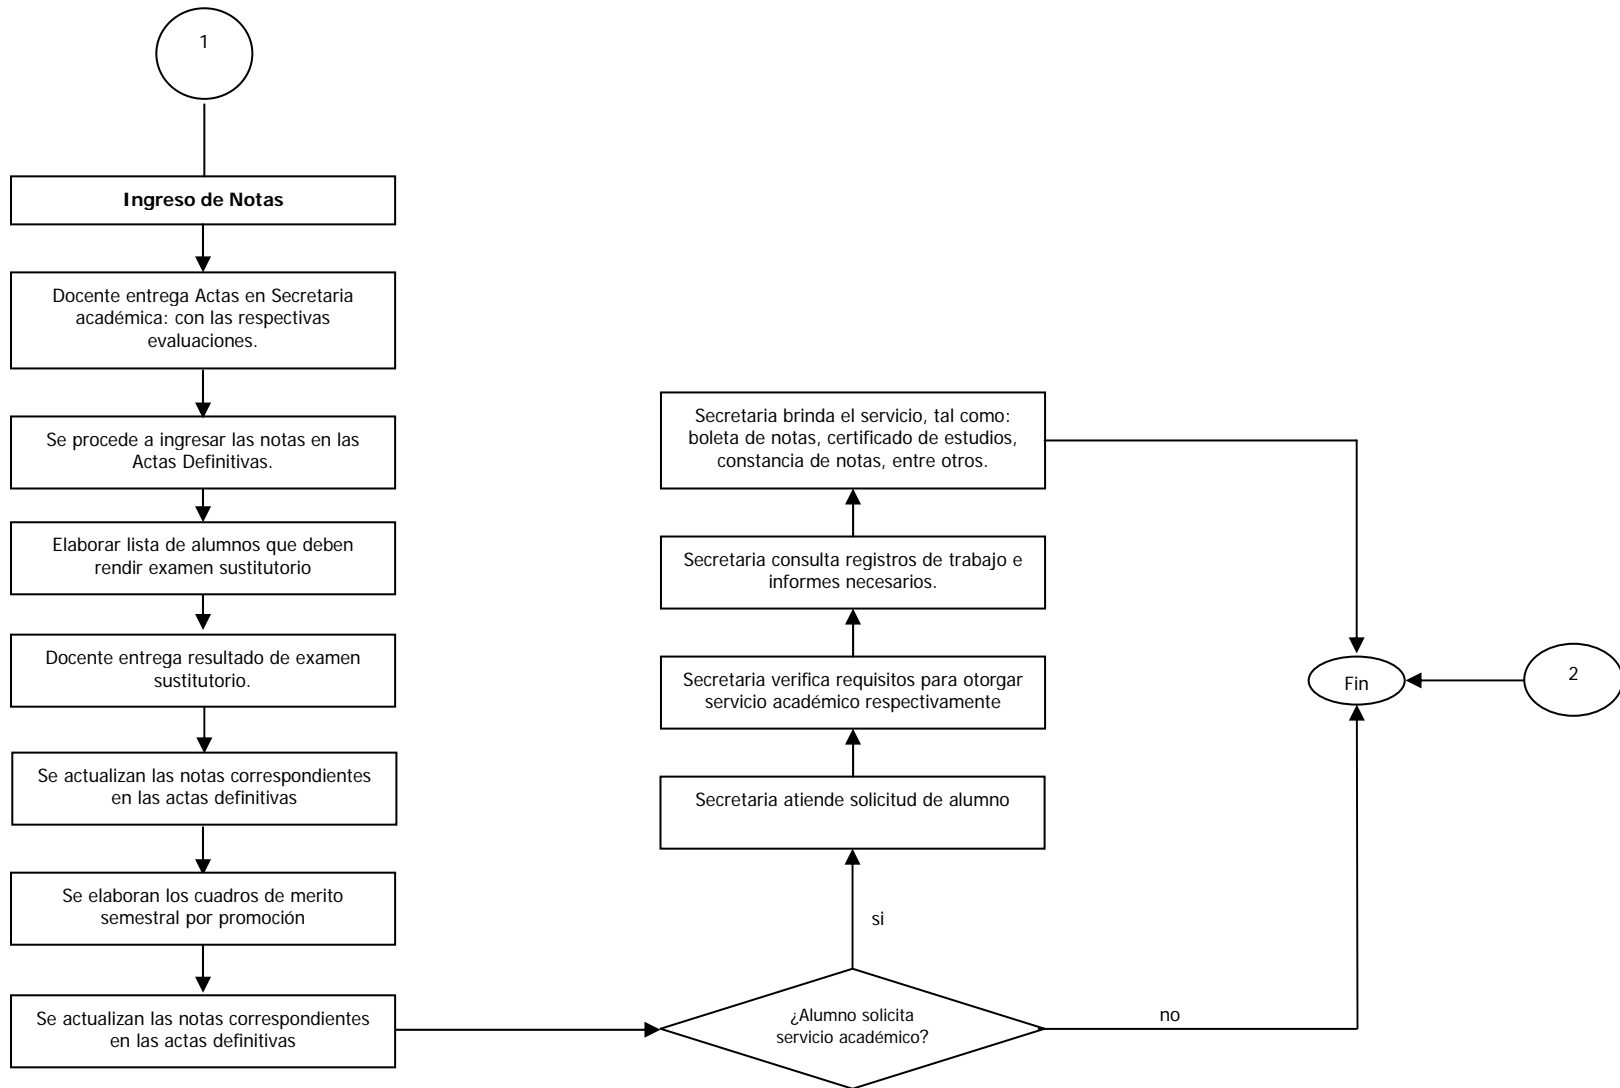 1
Ingreso de Notas
Docente entrega Actas en Secretaria
académica: con las respectivas
evaluaciones.
Se procede a ingresar las notas en las
Actas Definitivas.
Elaborar lista de alumnos que deben
rendir examen sustitutorio
Docente entrega resultado de examen
sustitutorio.
Se actualizan las notas correspondientes
en las actas definitivas
Se elaboran los cuadros de merito
semestral por promoción
Se actualizan las notas correspondientes
en las actas definitivas
¿Alumno solicita
servicio académico?
si
no
Secretaria atiende solicitud de alumno
Secretaria verifica requisitos para otorgar
servicio académico respectivamente
Secretaria consulta registros de trabajo e
informes necesarios.
Secretaria brinda el servicio, tal como:
boleta de notas, certificado de estudios,
constancia de notas, entre otros.
Fin
2